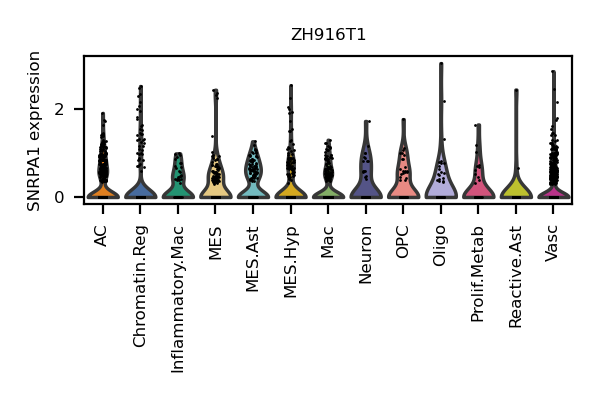 ZH916T1
SNRPA1 expression
2
0
AC
Chromatin.Reg
Inflammatory.Mac
MES
MES.Ast
MES.Hyp
Mac
Neuron
OPC
Oligo
Prolif.Metab
Reactive.Ast
Vasc